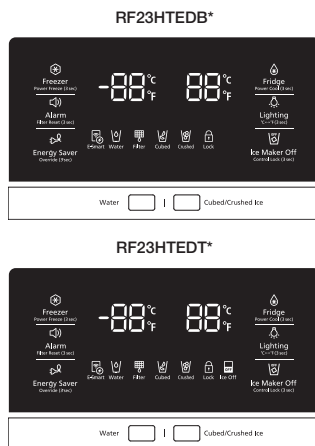 RF23HTEDB*
Freezer
Power Freeze (3 sec)
Alarm
Filter Reset (3 sec)
Energy Saver
Override (9sec)
-88 °C °F
88 °C °F
E-Smart Water Filter Cubed Crushed Lock
Fridge
Power Cool (3 sec)
Lighting
°C↔°F (3 sec)
Ice Maker Off
Control Lock (3 sec)
Water | Cubed/Crushed Ice
RF23HTEDT*
Freezer
Power Freeze (3 sec)
Alarm
Filter Reset (3 sec)
Energy Saver
Override (9sec)
-88 °C °F
88 °C °F
E-Smart Water Filter Cubed Crushed Lock Ice Off
Fridge
Power Cool (3 sec)
Lighting
°C↔°F (3 sec)
Ice Maker Off
Control Lock (3 sec)
Water | Cubed/Crushed Ice